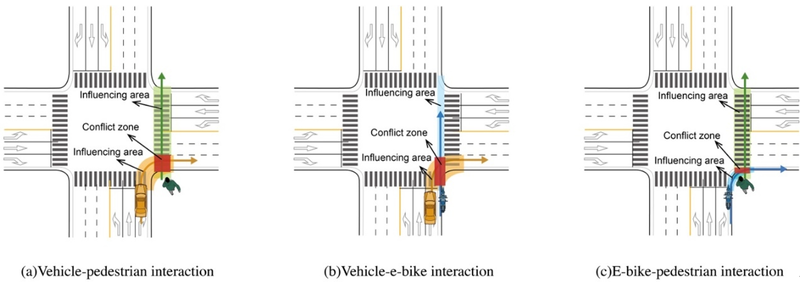 Influencing area
Conflict zone
Influencing area
(a)Vehicle-pedestrian interaction
Influencing area
Conflict zone
Influencing area
(b)Vehicle-e-bike interaction
Influencing area
Conflict zone
Influencing area
(c)E-bike-pedestrian interaction